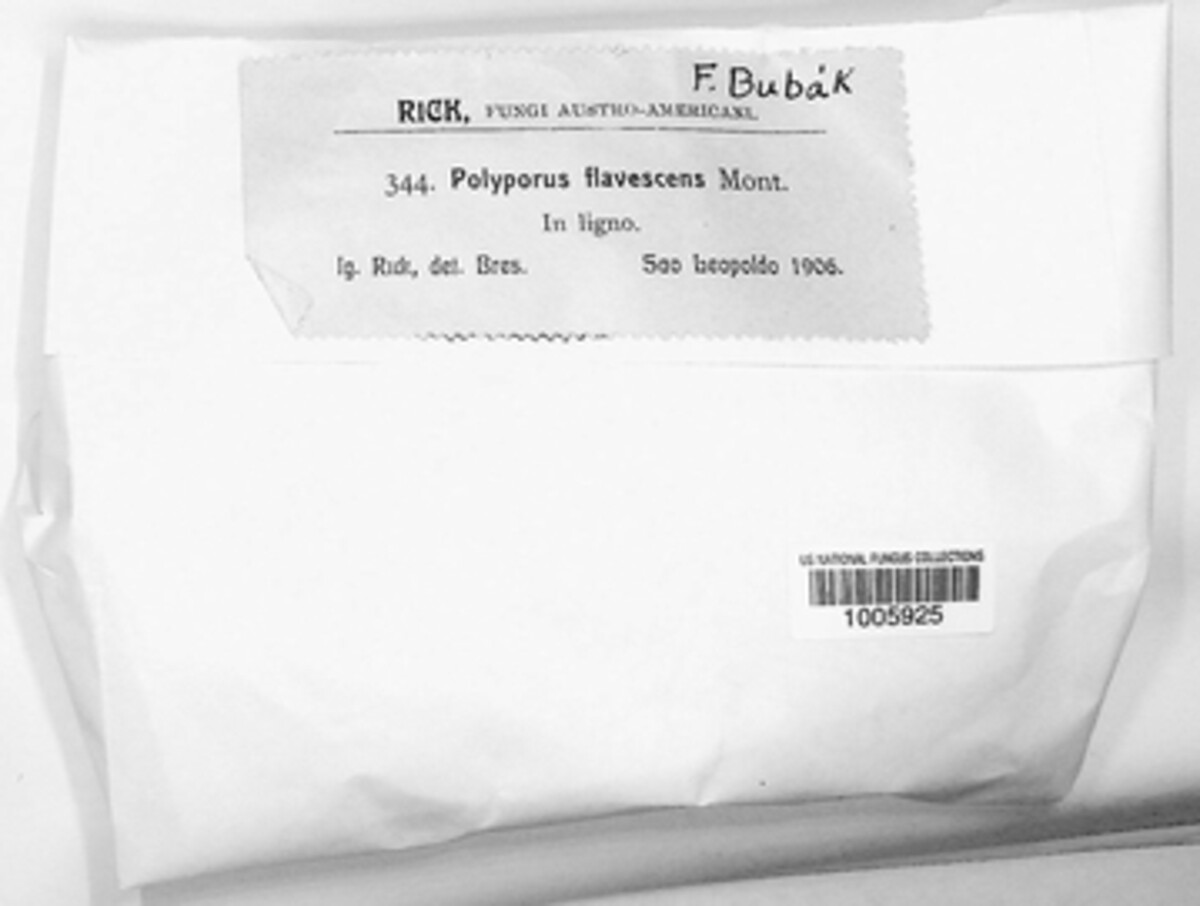 F. Bubák
RICK, FUNGI AUSTRO-AMERICANI.
344. Polyporus flavescens Mont.
In ligno.
lg. Rick, det. Bres. Sao Leopoldo 1906.
US NATIONAL FUNGUS COLLECTIONS
1005925